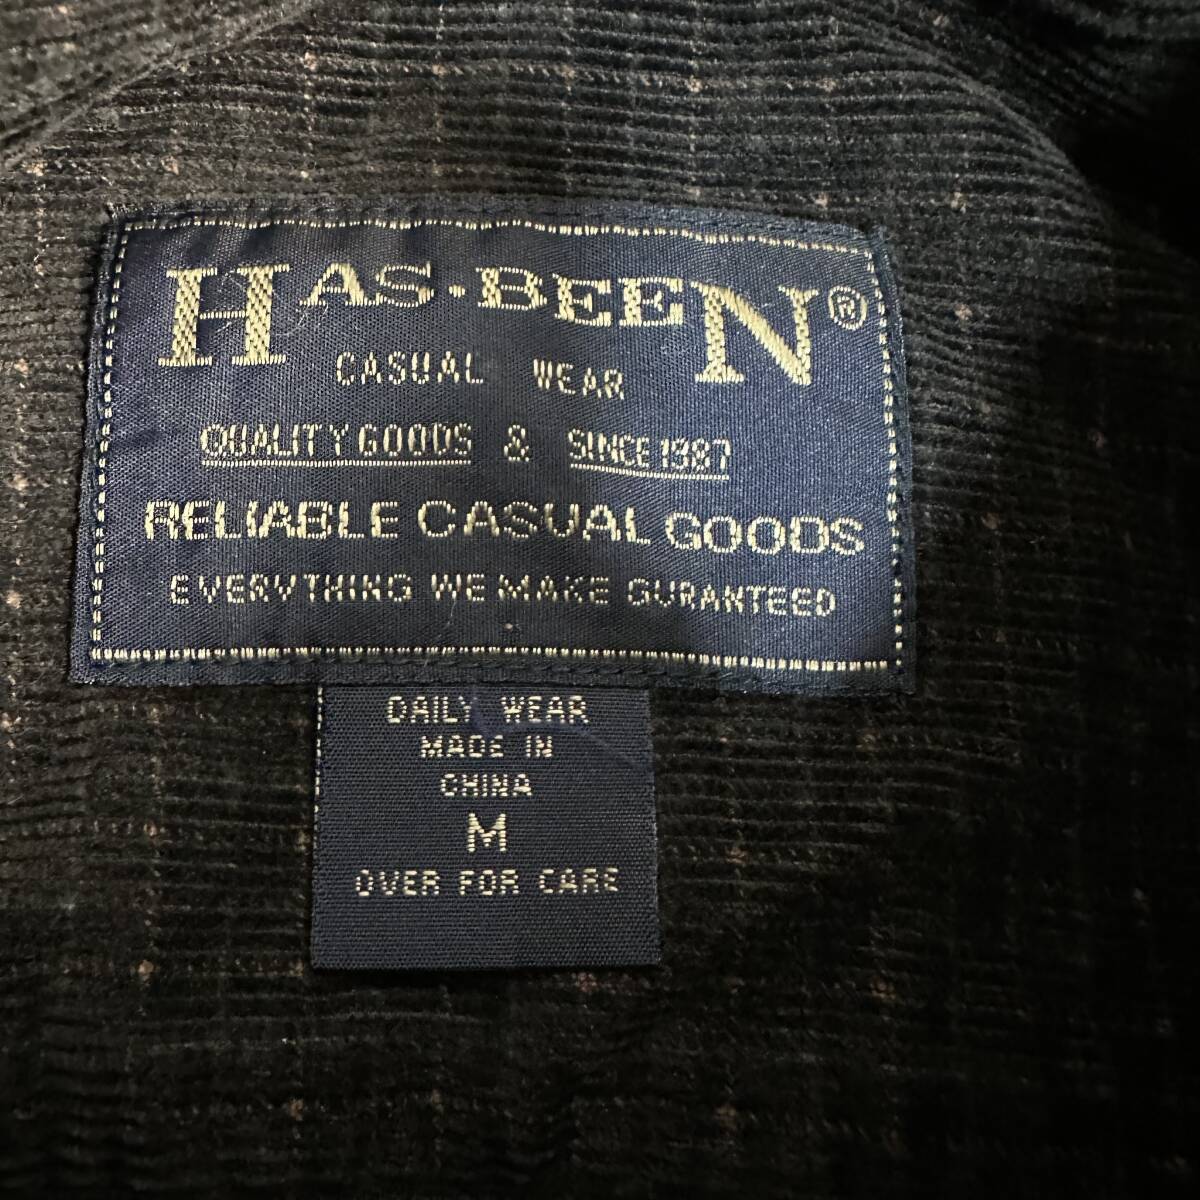 HAS·BEEN®
CASUAL WEAR
QUALITY GOODS & SINCE 1987
RELIABLE CASUAL GOODS
EVERYTHING WE MAKE GURANTEED
DAILY WEAR
MADE IN
CHINA
M
OVER FOR CARE